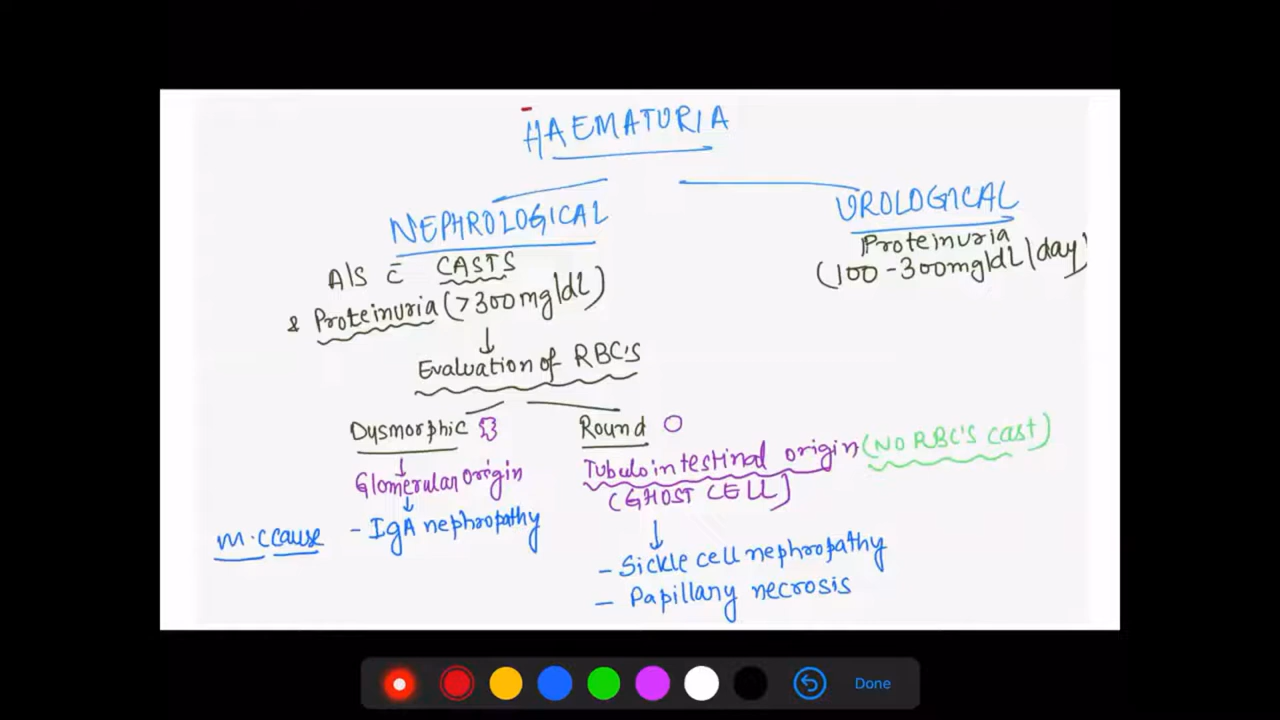 HAEMATURIA
NEPHROLOGICAL
UROLOGICAL
Proteinuria
(100-300mg/dL/day)
A/S c̄ CASTS
& Proteinuria (>300mg/dL)
↓
Evaluation of RBC'S
Dysmorphic
Round
↓
Glomerular origin
Tubulointestinal origin (NO RBC'S cast)
(GHOST CELL)
↓
m.c cause - IgA nephropathy
↓
- Sickle cell nephropathy
- Papillary necrosis
Done